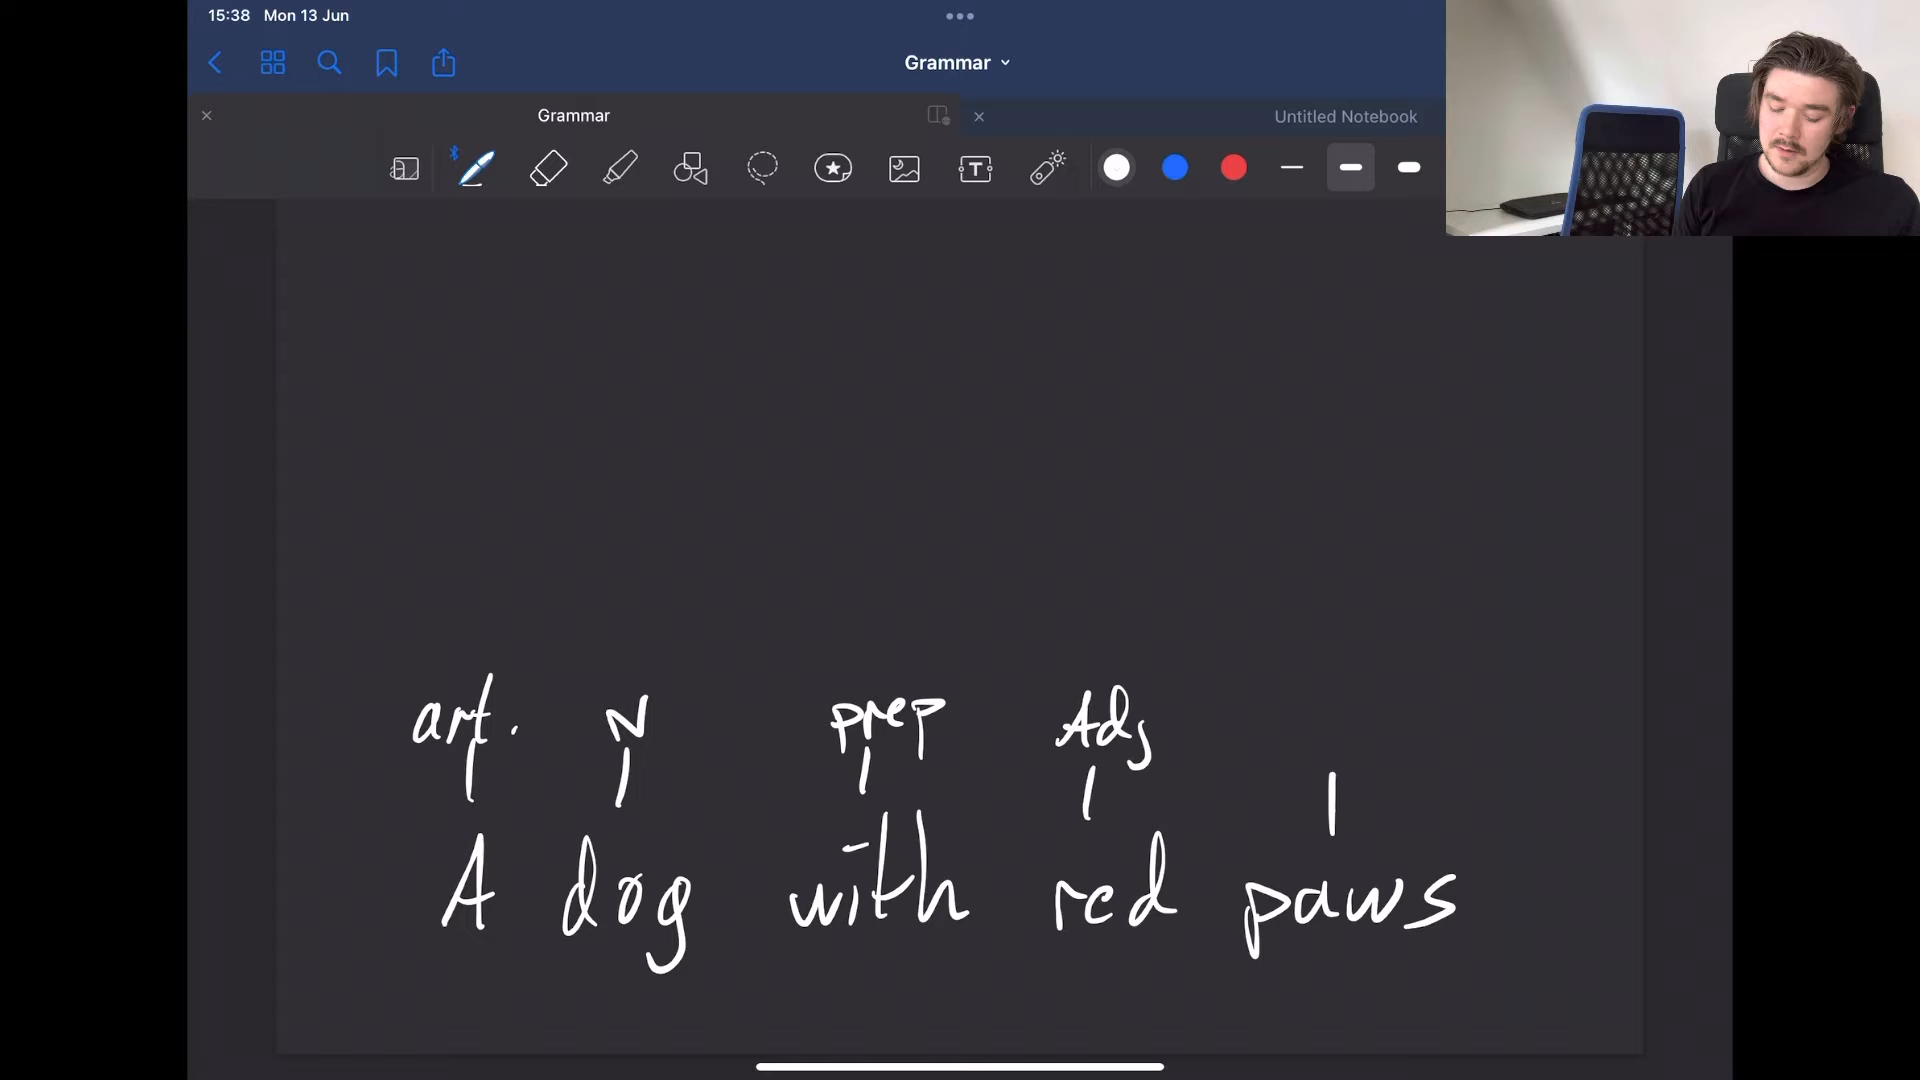 15:38 Mon 13 Jun
Grammar
Grammar
Untitled Notebook
T
art. N prep Adj
A dog with red paws